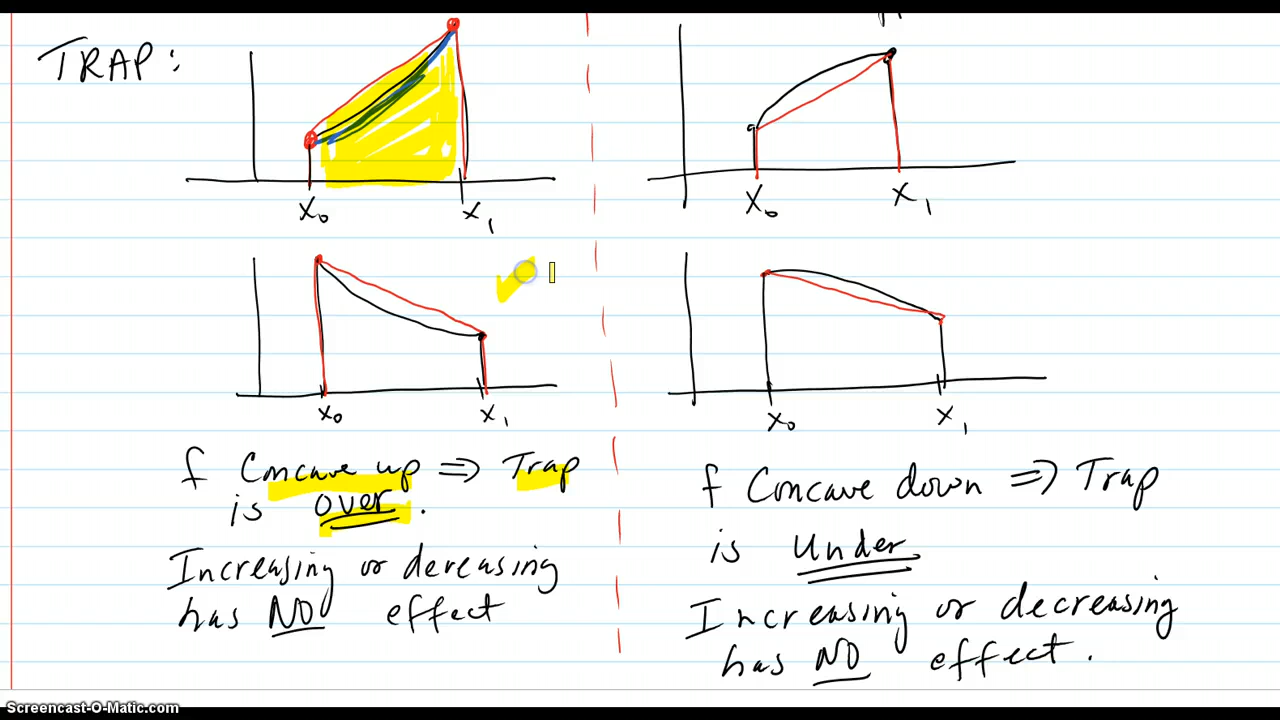 TRAP:
x₀ x₁
x₀ x₁
x₀ x₁
x₀ x₁
f Concave up ⇒ Trap
is over.
Increasing or dereasing
has NO effect
f Concave down ⇒ Trap
is Under
Increasing or decreasing
has NO effect.
Screencast-O-Matic.com